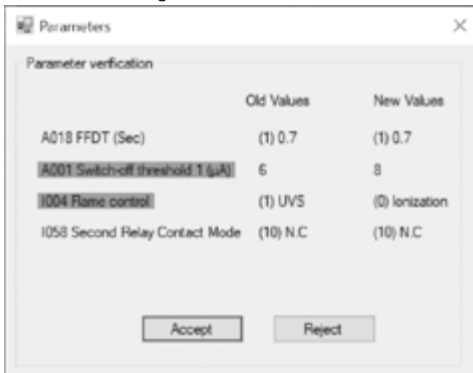 Parameters
Parameter verification
Old Values New Values
A018 FFDT (Sec) (1) 0.7 (1) 0.7
A001 Switch-off threshold 1 (µA) 6 8
I004 Flame control (1) UVS (0) Ionization
I058 Second Relay Contact Mode (10) N.C (10) N.C
Accept Reject